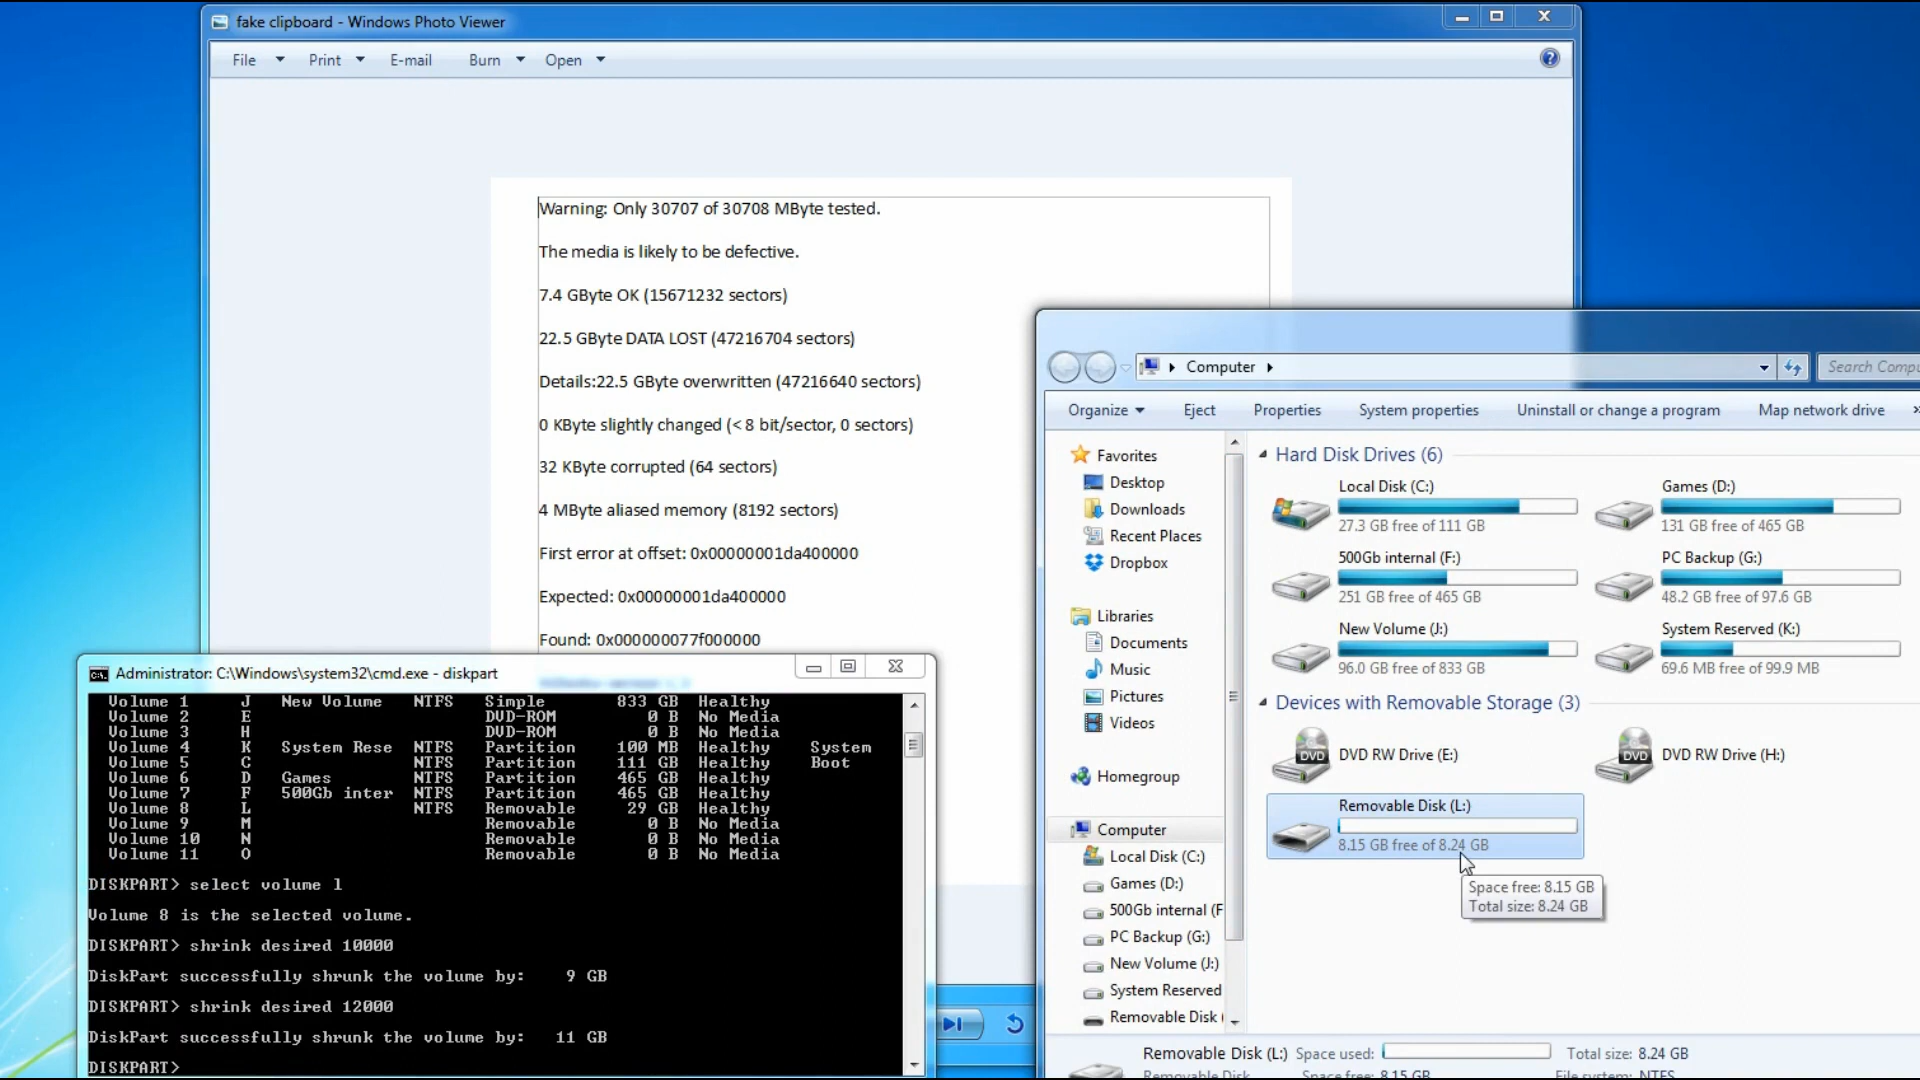 fake clipboard - Windows Photo Viewer
File Print E-mail Burn Open
Warning: Only 30707 of 30708 MByte tested.
The media is likely to be defective.
7.4 GByte OK (15671232 sectors)
22.5 GByte DATA LOST (47216704 sectors)
Details:22.5 GByte overwritten (47216640 sectors)
0 KByte slightly changed (< 8 bit/sector, 0 sectors)
32 KByte corrupted (64 sectors)
4 MByte aliased memory (8192 sectors)
First error at offset: 0x00000001da400000
Expected: 0x00000001da400000
Found: 0x000000077f000000
Administrator: C:\Windows\system32\cmd.exe - diskpart
Volume 1 J New Volume NTFS Simple 833 GB Healthy
Volume 2 E DVD-ROM 0 B No Media
Volume 3 H DVD-ROM 0 B No Media
Volume 4 K System Rese NTFS Partition 100 MB Healthy System
Volume 5 C NTFS Partition 111 GB Healthy Boot
Volume 6 D Games NTFS Partition 465 GB Healthy
Volume 7 F 500Gb inter NTFS Partition 465 GB Healthy
Volume 8 L NTFS Removable 29 GB Healthy
Volume 9 M Removable 0 B No Media
Volume 10 N Removable 0 B No Media
Volume 11 O Removable 0 B No Media
DISKPART> select volume l
Volume 8 is the selected volume.
DISKPART> shrink desired 10000
DiskPart successfully shrunk the volume by: 9 GB
DISKPART> shrink desired 12000
DiskPart successfully shrunk the volume by: 11 GB
DISKPART>
Computer
Search Compu
Organize Eject Properties System properties Uninstall or change a program Map network drive »
Favorites
Desktop
Downloads
Recent Places
Dropbox
Libraries
Documents
Music
Pictures
Videos
Homegroup
Computer
Local Disk (C:)
Games (D:)
500Gb internal (F
PC Backup (G:)
New Volume (J:)
System Reserved
Removable Disk (
Hard Disk Drives (6)
Local Disk (C:)
27.3 GB free of 111 GB
Games (D:)
131 GB free of 465 GB
500Gb internal (F:)
251 GB free of 465 GB
PC Backup (G:)
48.2 GB free of 97.6 GB
New Volume (J:)
96.0 GB free of 833 GB
System Reserved (K:)
69.6 MB free of 99.9 MB
Devices with Removable Storage (3)
DVD DVD RW Drive (E:)
DVD DVD RW Drive (H:)
Removable Disk (L:)
8.15 GB free of 8.24 GB
Space free: 8.15 GB
Total size: 8.24 GB
Removable Disk (L:) Space used: Total size: 8.24 GB
Removable Disk Space free: 8.15 GB File system: NTFS